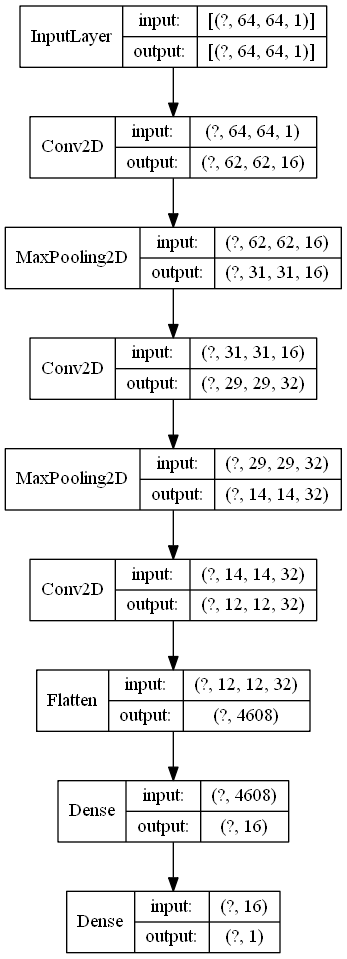 InputLayer
input: [(?, 64, 64, 1)]
output: [(?, 64, 64, 1)]
Conv2D
input: (?, 64, 64, 1)
output: (?, 62, 62, 16)
MaxPooling2D
input: (?, 62, 62, 16)
output: (?, 31, 31, 16)
Conv2D
input: (?, 31, 31, 16)
output: (?, 29, 29, 32)
MaxPooling2D
input: (?, 29, 29, 32)
output: (?, 14, 14, 32)
Conv2D
input: (?, 14, 14, 32)
output: (?, 12, 12, 32)
Flatten
input: (?, 12, 12, 32)
output: (?, 4608)
Dense
input: (?, 4608)
output: (?, 16)
Dense
input: (?, 16)
output: (?, 1)